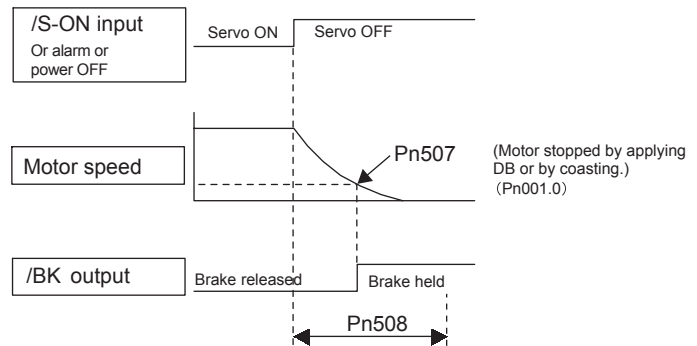 /S-ON input
Or alarm or
power OFF
Servo ON
Servo OFF
Motor speed
Pn507
(Motor stopped by applying
DB or by coasting.)
(Pn001.0)
/BK output
Brake released
Brake held
Pn508